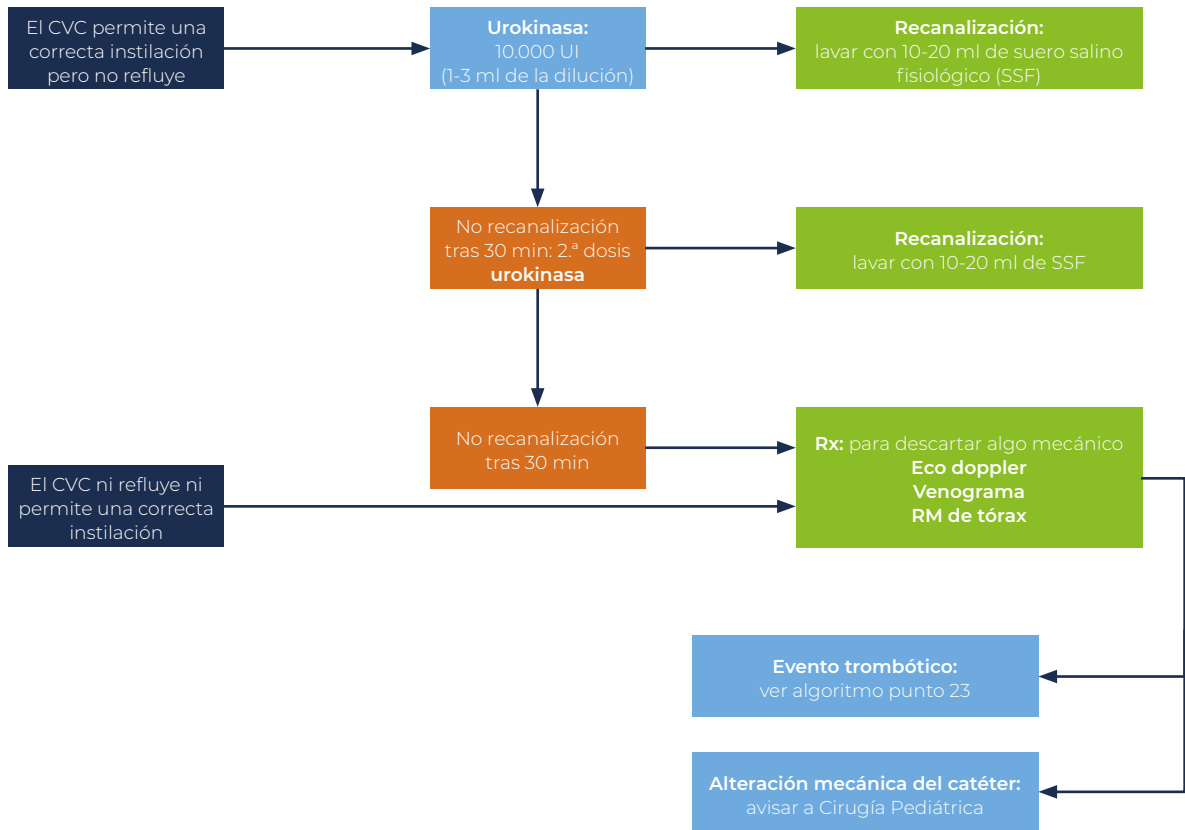 El CVC permite una
correcta instilación
pero no refluye
Urokinasa:
10.000 UI
(1-3 ml de la dilución)
Recanalización:
lavar con 10-20 ml de suero salino
fisiológico (SSF)
No recanalización
tras 30 min: 2.ª dosis
urokinasa
Recanalización:
lavar con 10-20 ml de SSF
No recanalización
tras 30 min
El CVC ni refluye ni
permite una correcta
instilación
Rx: para descartar algo mecánico
Eco doppler
Venograma
RM de tórax
Evento trombótico:
ver algoritmo punto 23
Alteración mecánica del catéter:
avisar a Cirugía Pediátrica